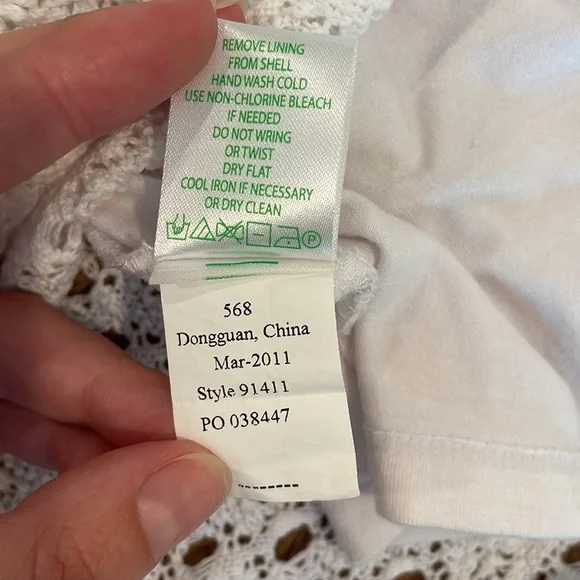 REMOVE LINING
FROM SHELL
HAND WASH COLD
USE NON-CHLORINE BLEACH
IF NEEDED
DO NOT WRING
OR TWIST
DRY FLAT
COOL IRON IF NECESSARY
OR DRY CLEAN
P
568
Dongguan, China
Mar-2011
Style 91411
PO 038447